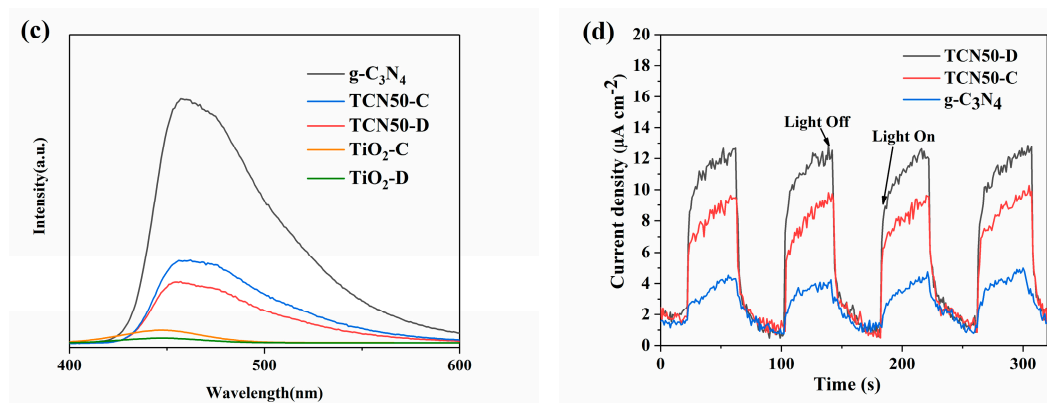 (c)
g-C₃N₄
TCN50-C
TCN50-D
TiO₂-C
TiO₂-D
Intensity(a.u.)
400
500
600
Wavelength(nm)
(d)
TCN50-D
TCN50-C
g-C₃N₄
Light Off
Light On
Current density (μA cm⁻²)
20
18
16
14
12
10
8
6
4
2
0
0
100
200
300
Time (s)